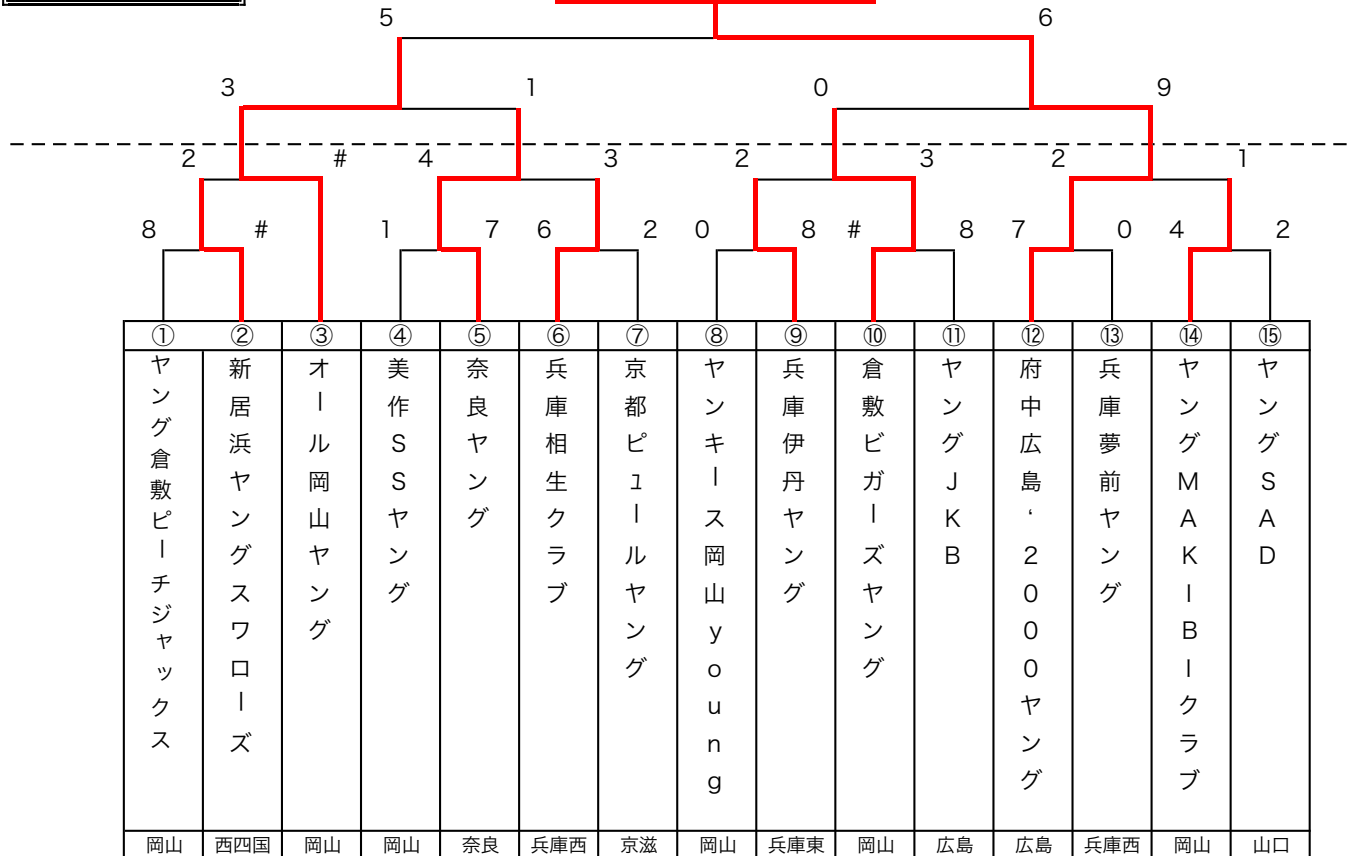 5 6
3 1 0 9
2 # 4 3 2 3 2 1
8 # 1 7 6 2 0 8 # 8 7 0 4 2
① ② ③ ④ ⑤ ⑥ ⑦ ⑧ ⑨ ⑩ ⑪ ⑫ ⑬ ⑭ ⑮
ヤング倉敷ピーチジャックス
新居浜ヤングスワローズ
オール岡山ヤング
美作SSヤング
奈良ヤング
兵庫相生クラブ
京都ピュールヤング
ヤンキース岡山young
兵庫伊丹ヤング
倉敷ビガーズヤング
ヤングJKB
府中広島‘2000ヤング
兵庫夢前ヤング
ヤングMAKIBIクラブ
ヤングSAD
岡山 西四国 岡山 岡山 奈良 兵庫西 京滋 岡山 兵庫東 岡山 広島 広島 兵庫西 岡山 山口